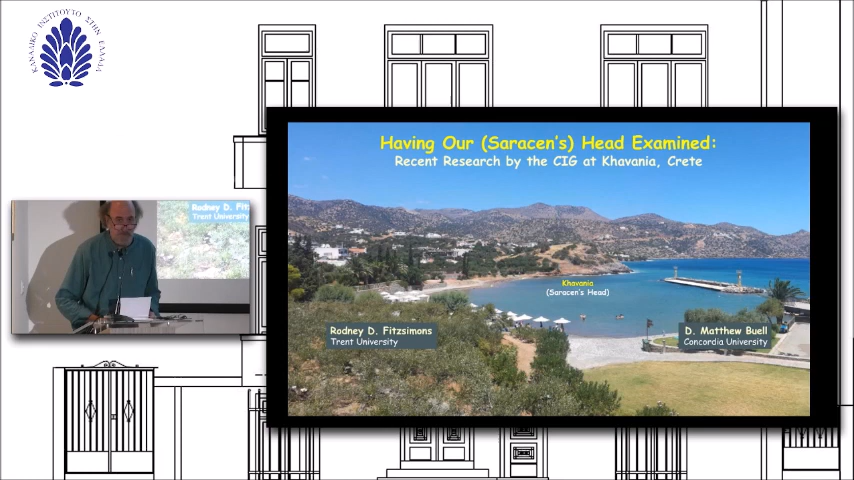 ΚΑΝΑΔΙΚΟ ΙΝΣΤΙΤΟΥΤΟ ΣΤΗΝ ΕΛΛΑΔΑ
Having Our (Saracen's) Head Examined:
Recent Research by the CIG at Khavania, Crete
Rodney D. Fitz
Trent University
Khavania
(Saracen's Head)
Rodney D. Fitzsimons
Trent University
D. Matthew Buell
Concordia University